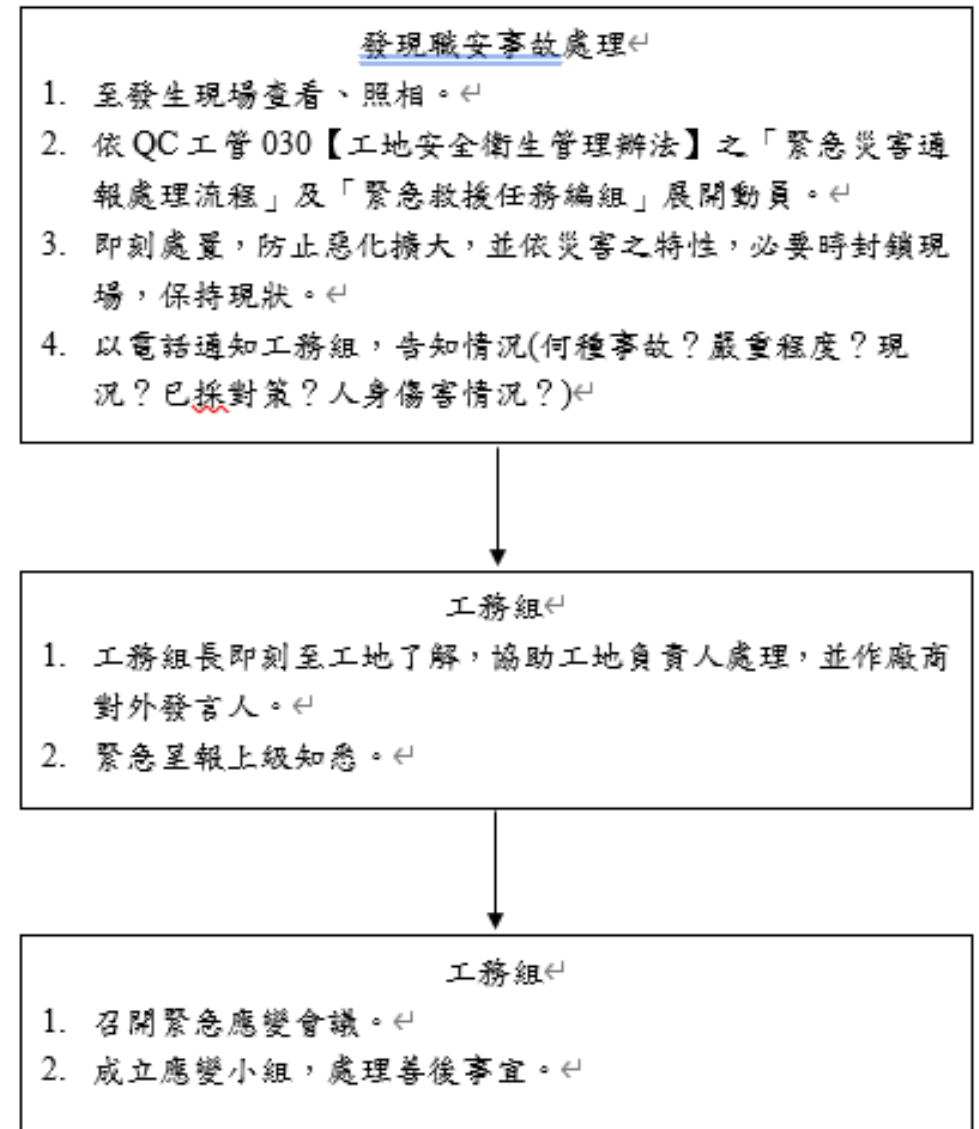 發現職安事故處理
1. 至發生現場查看、照相。
2. 依 QC 工管 030【工地安全衛生管理辦法】之「緊急災害通
報處理流程」及「緊急救援任務編組」展開動員。
3. 即刻處置，防止惡化擴大，並依災害之特性，必要時封鎖現
場，保持現狀。
4. 以電話通知工務組，告知情況(何種事故？嚴重程度？現
況？已採對策？人身傷害情況？)
工務組
1. 工務組長即刻至工地了解，協助工地負責人處理，並作廠商
對外發言人。
2. 緊急呈報上級知悉。
工務組
1. 召開緊急應變會議。
2. 成立應變小組，處理善後事宜。